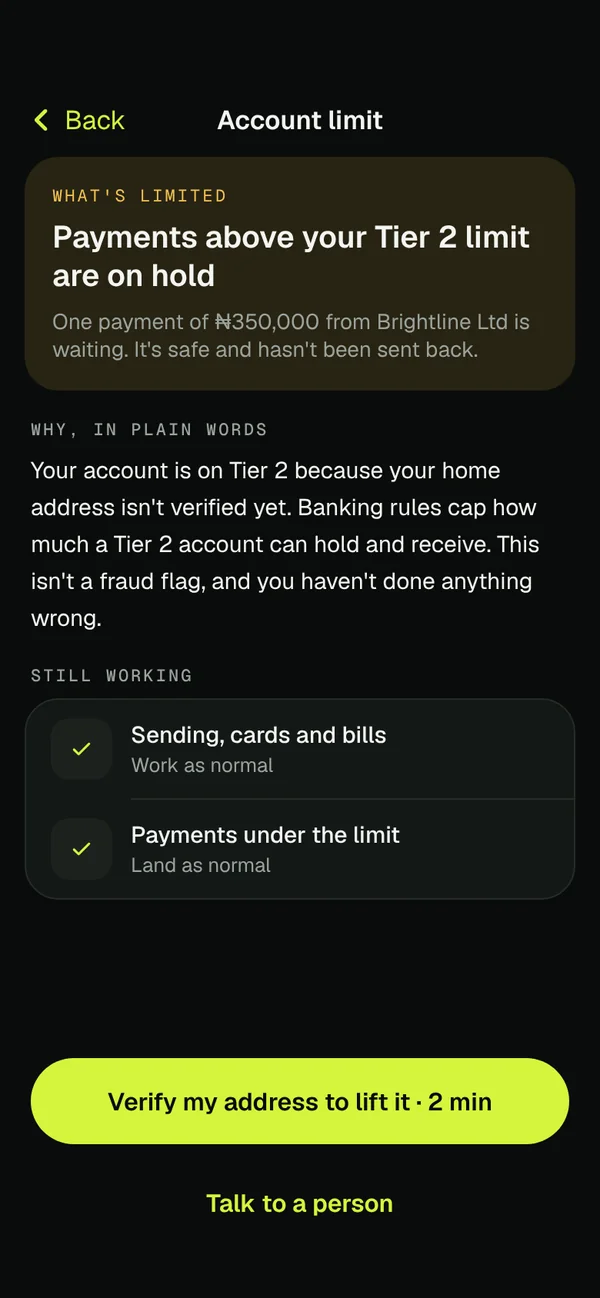 Back
Account limit
WHAT'S LIMITED
Payments above your Tier 2 limit
are on hold
One payment of ₦350,000 from Brightline Ltd is
waiting. It's safe and hasn't been sent back.
WHY, IN PLAIN WORDS
Your account is on Tier 2 because your home
address isn't verified yet. Banking rules cap how
much a Tier 2 account can hold and receive. This
isn't a fraud flag, and you haven't done anything
wrong.
STILL WORKING
Sending, cards and bills
Work as normal
Payments under the limit
Land as normal
Verify my address to lift it · 2 min
Talk to a person